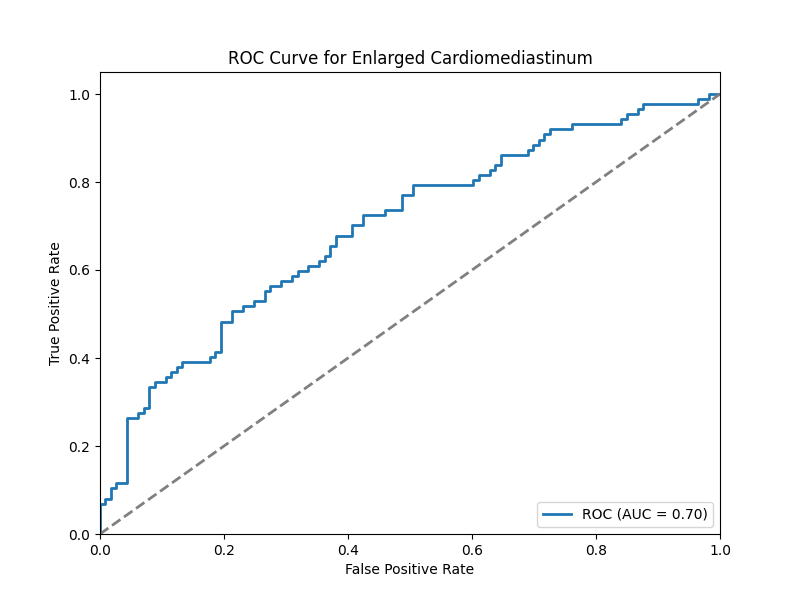 ROC Curve for Enlarged Cardiomediastinum
True Positive Rate
1.0
0.8
0.6
0.4
0.2
0.0
ROC (AUC = 0.70)
0.0 0.2 0.4 0.6 0.8 1.0
False Positive Rate